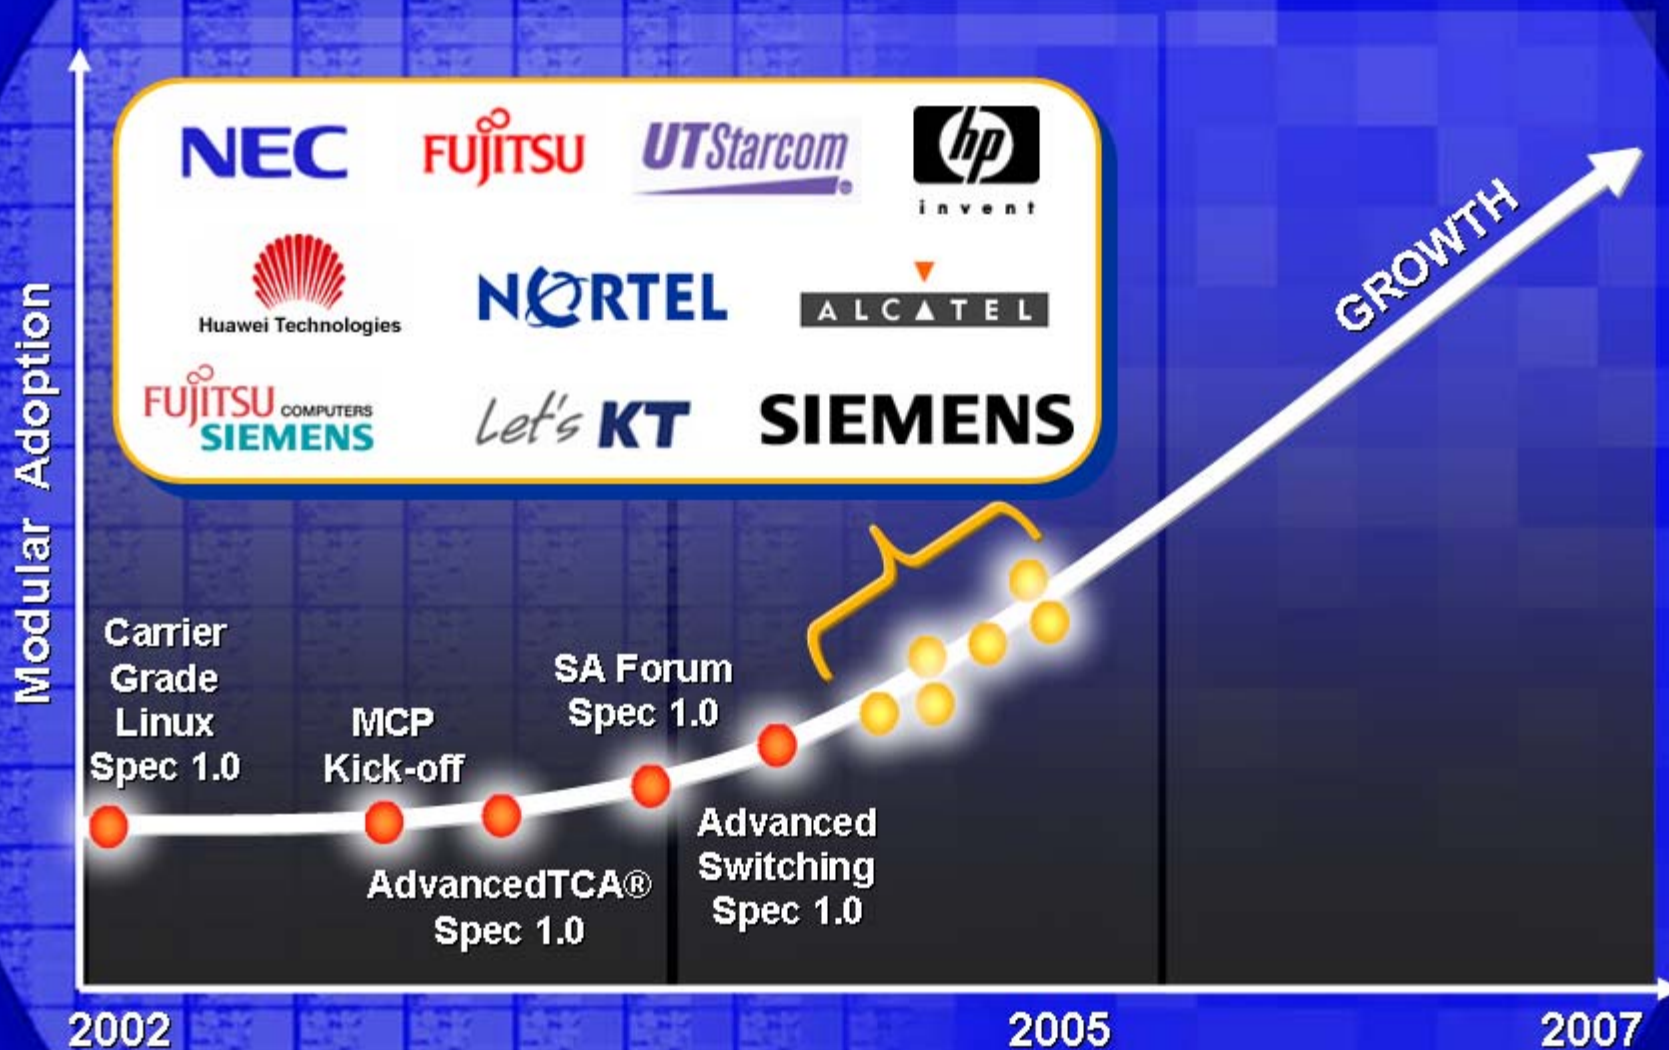 NEC
FUJITSU
UTStarcom
hp
invent
Huawei Technologies
NORTEL
ALCATEL
FUJITSU COMPUTERS
SIEMENS
Let's KT
SIEMENS
GROWTH
Modular Adoption
Carrier
Grade
Linux
Spec 1.0
MCP
Kick-off
AdvancedTCA®
Spec 1.0
SA Forum
Spec 1.0
Advanced
Switching
Spec 1.0
2002
2005
2007